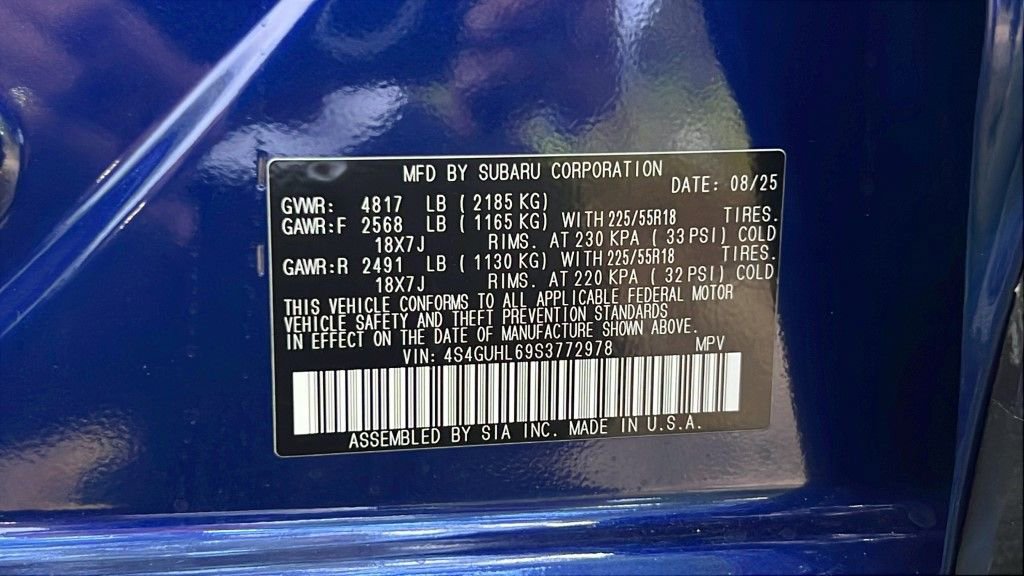 MFD BY SUBARU CORPORATION
DATE: 08/25
GVWR: 4817 LB ( 2185 KG)
GAWR:F 2568 LB ( 1165 KG) WITH 225/55R18 TIRES.
18X7J RIMS. AT 230 KPA ( 33 PSI) COLD
GAWR:R 2491 LB ( 1130 KG) WITH 225/55R18 TIRES.
18X7J RIMS. AT 220 KPA ( 32 PSI) COLD
THIS VEHICLE CONFORMS TO ALL APPLICABLE FEDERAL MOTOR
VEHICLE SAFETY AND THEFT PREVENTION STANDARDS
IN EFFECT ON THE DATE OF MANUFACTURE SHOWN ABOVE.
VIN: 4S4GUHL69S3772978 MPV
ASSEMBLED BY SIA INC. MADE IN U.S.A.